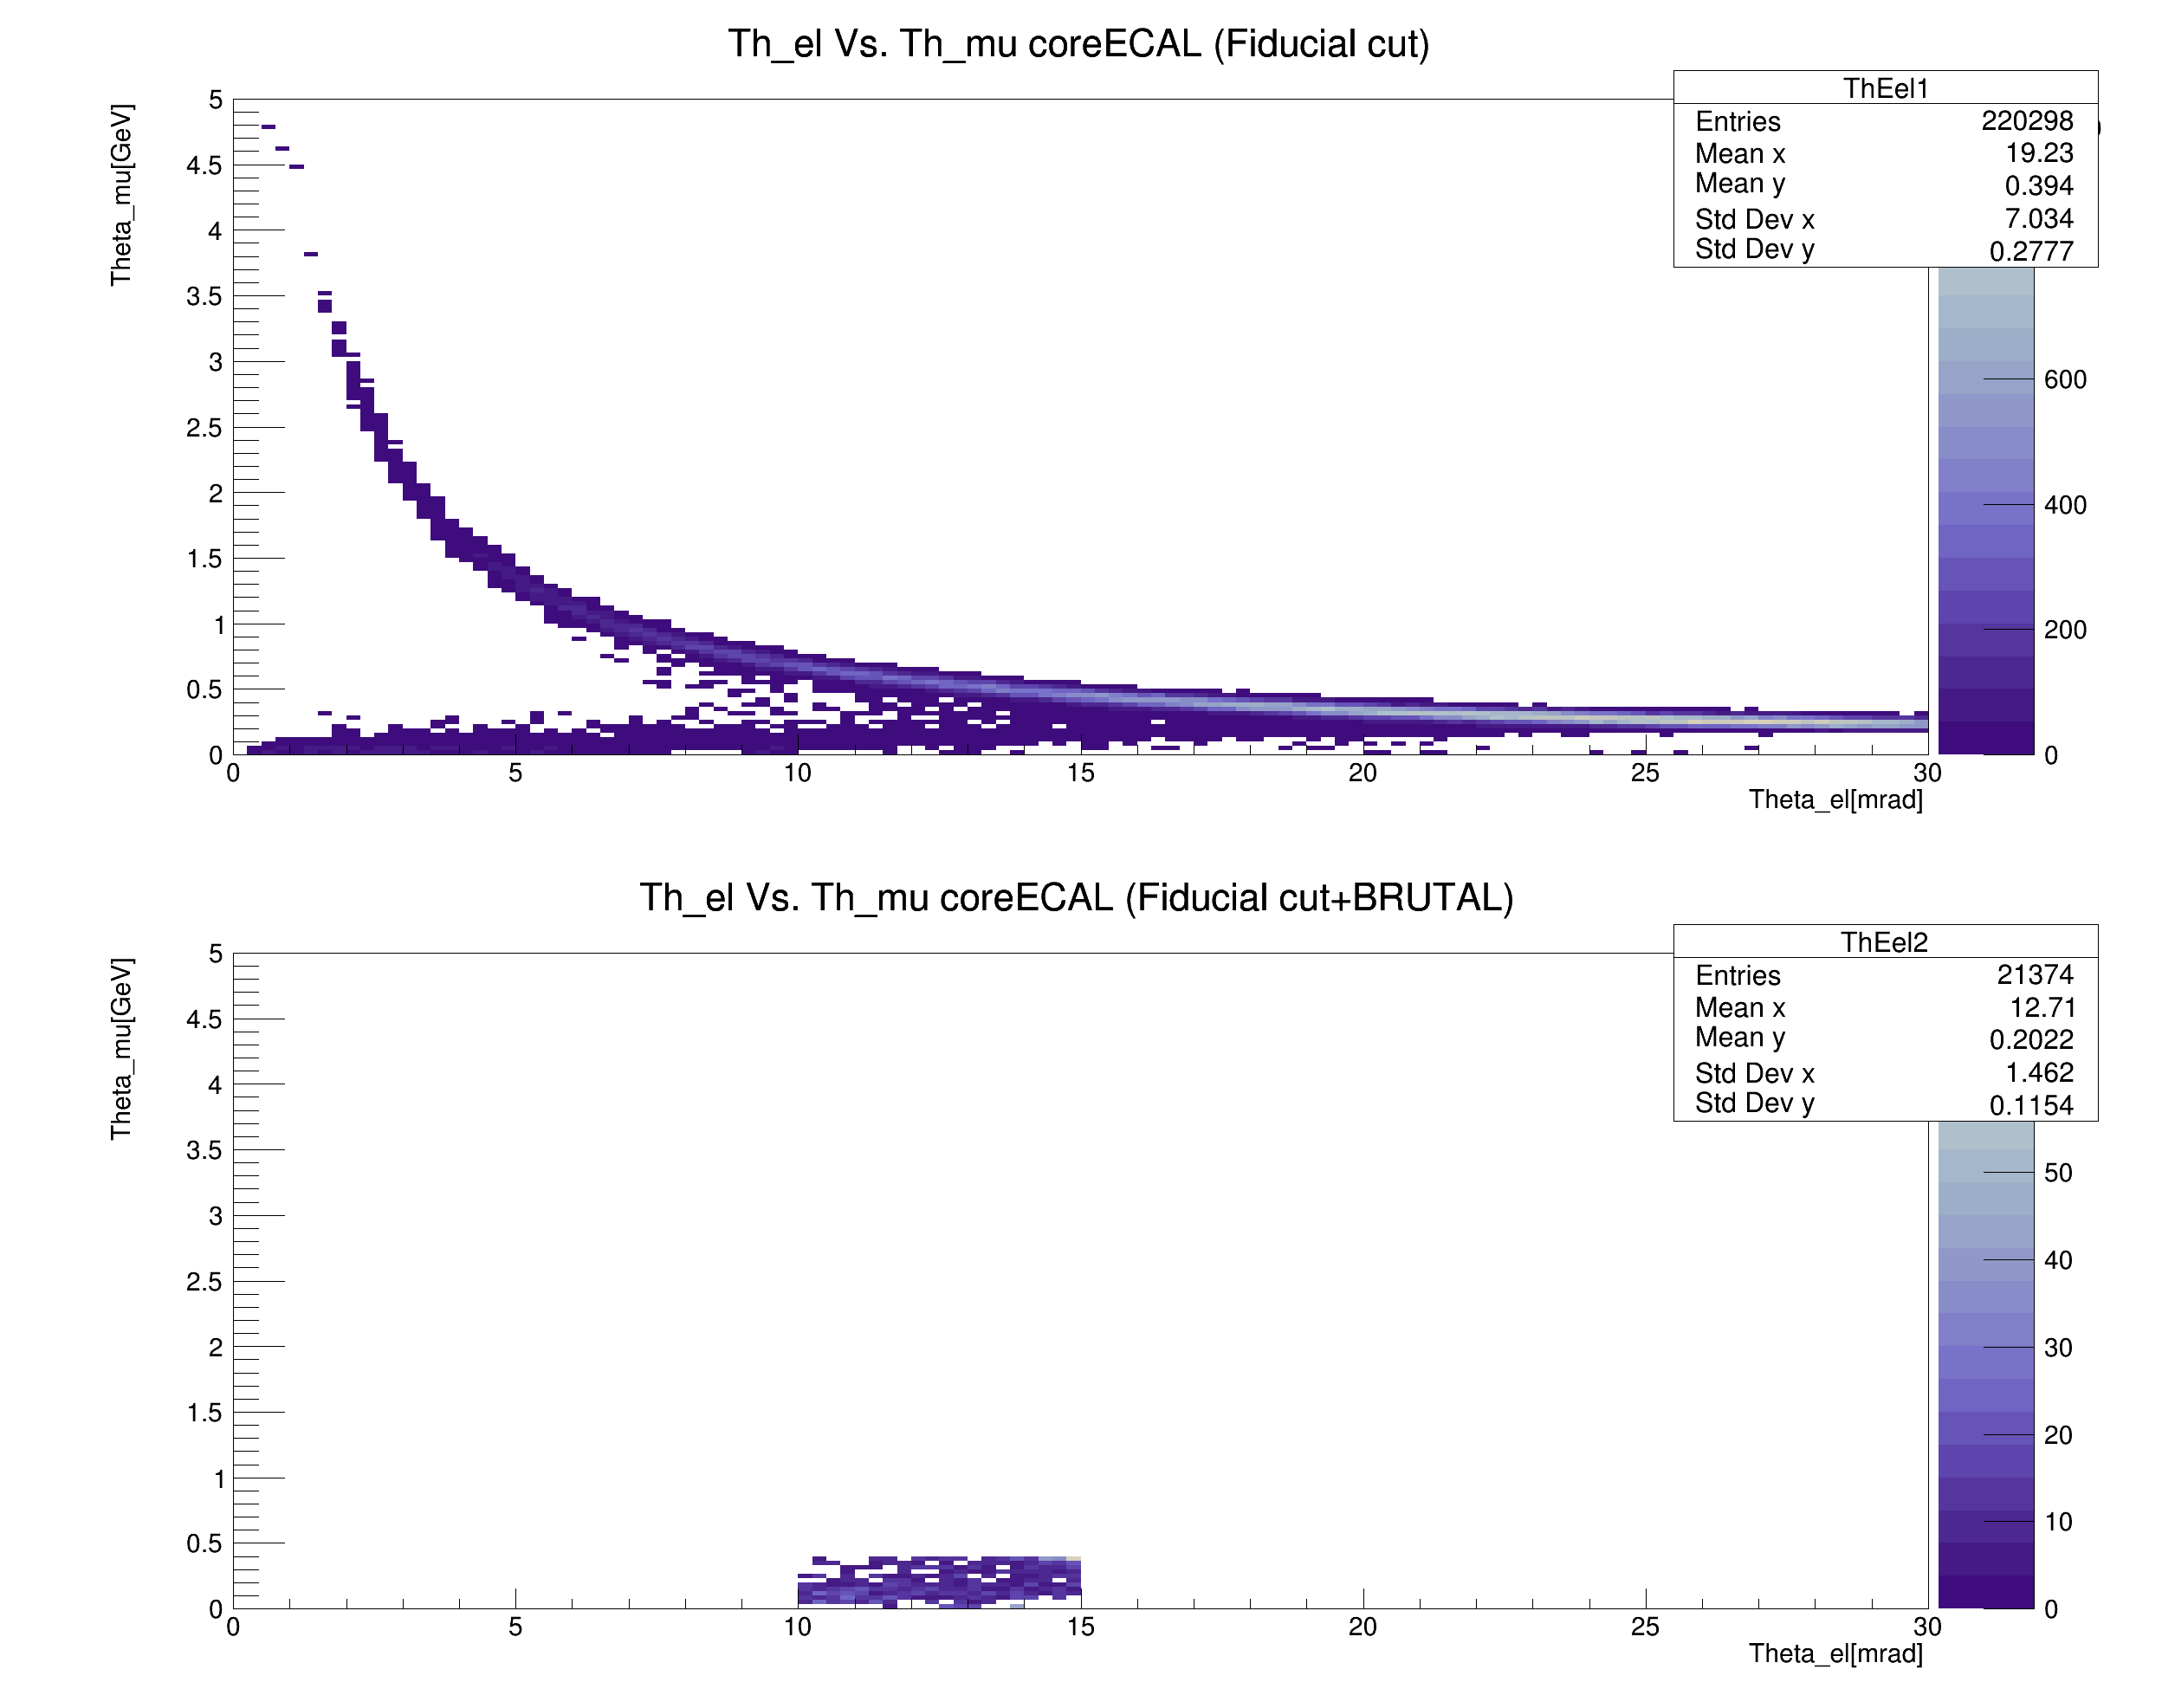 Th_el Vs. Th_mu coreECAL (Fiducial cut)
Theta_mu[GeV]
5
4.5
4
3.5
3
2.5
2
1.5
1
0.5
0
0 5 10 15 20 25 30
Theta_el[mrad]
ThEel1
Entries 220298
Mean x 19.23
Mean y 0.394
Std Dev x 7.034
Std Dev y 0.2777
600
400
200
0
Th_el Vs. Th_mu coreECAL (Fiducial cut+BRUTAL)
Theta_mu[GeV]
5
4.5
4
3.5
3
2.5
2
1.5
1
0.5
0
0 5 10 15 20 25 30
Theta_el[mrad]
ThEel2
Entries 21374
Mean x 12.71
Mean y 0.2022
Std Dev x 1.462
Std Dev y 0.1154
50
40
30
20
10
0